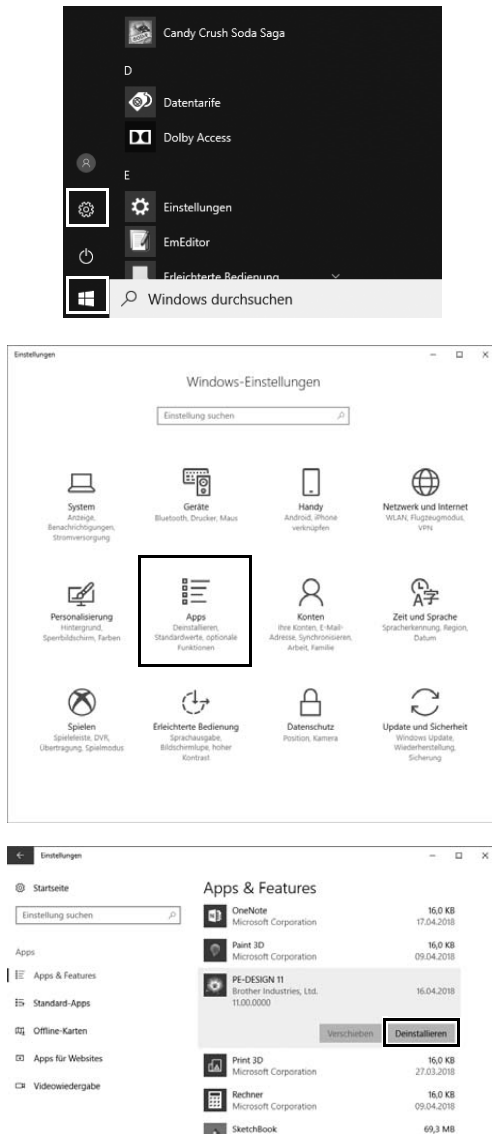 Candy Crush Soda Saga
D
Datentarife
Dolby Access
E
Einstellungen
EmEditor
Erleichterte Bedienung
Windows durchsuchen
Einstellungen
Windows-Einstellungen
Einstellung suchen
System
Anzeige,
Benachrichtigungen,
Stromversorgung
Geräte
Bluetooth, Drucker, Maus
Handy
Android, iPhone
verknüpfen
Netzwerk und Internet
WLAN, Flugzeugmodus,
VPN
Personalisierung
Hintergrund,
Sperrbildschirm, Farben
Apps
Deinstallieren,
Standardwerte, optionale
Funktionen
Konten
Ihre Konten, E-Mail-
Adresse, Synchronisieren,
Arbeit, Familie
Zeit und Sprache
Spracherkennung, Region,
Datum
Spielen
Spieleleiste, DVR,
Übertragung, Spielmodus
Erleichterte Bedienung
Sprachausgabe,
Bildschirmlupe, hoher
Kontrast
Datenschutz
Position, Kamera
Update und Sicherheit
Windows Update,
Wiederherstellung,
Sicherung
Einstellungen
Startseite
Einstellung suchen
Apps
Apps & Features
Standard-Apps
Offline-Karten
Apps für Websites
Videowiedergabe
Apps & Features
OneNote 16,0 KB
Microsoft Corporation 17.04.2018
Paint 3D 16,0 KB
Microsoft Corporation 09.04.2018
PE-DESIGN 11
Brother Industries, Ltd. 16.04.2018
11.00.0000
Verschieben Deinstallieren
Print 3D 16,0 KB
Microsoft Corporation 27.03.2018
Rechner 16,0 KB
Microsoft Corporation 09.04.2018
SketchBook 69,3 MB